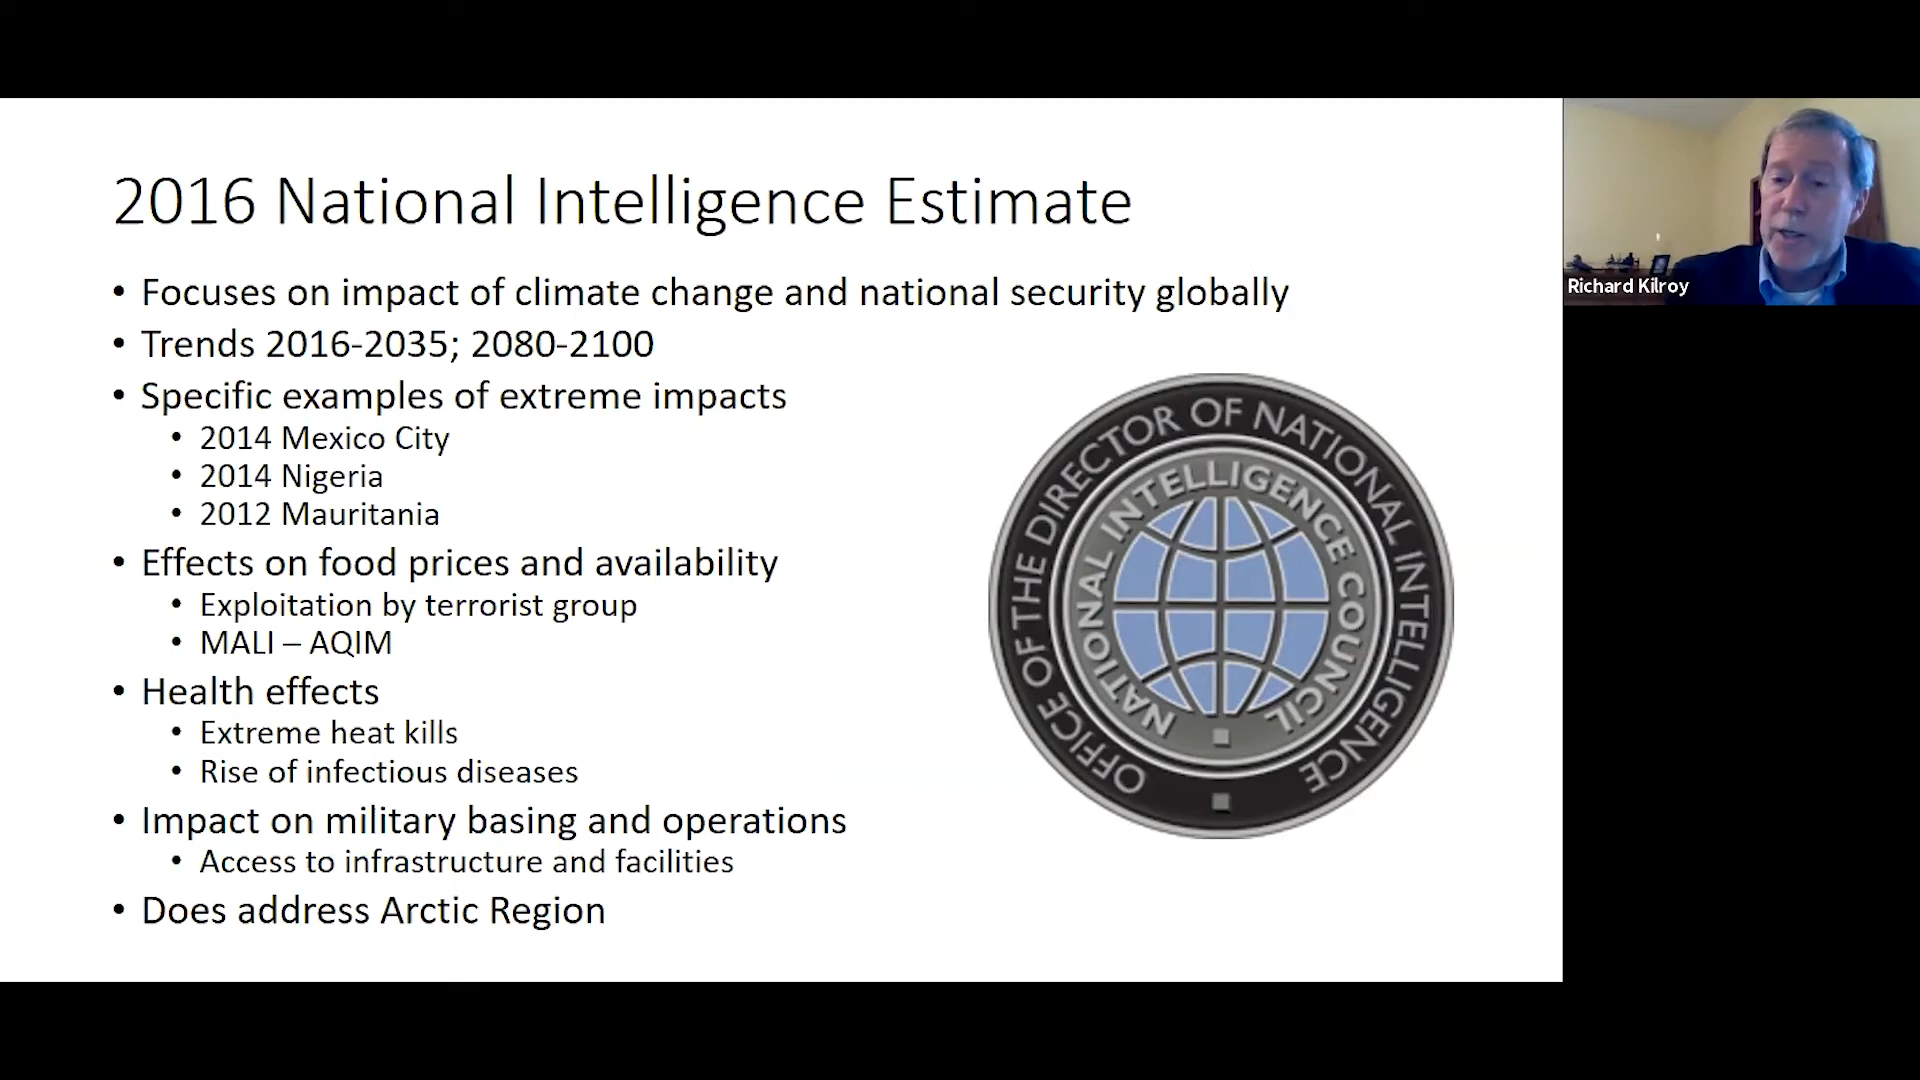 2016 National Intelligence Estimate
• Focuses on impact of climate change and national security globally
• Trends 2016-2035; 2080-2100
• Specific examples of extreme impacts
• 2014 Mexico City
• 2014 Nigeria
• 2012 Mauritania
• Effects on food prices and availability
• Exploitation by terrorist group
• MALI – AQIM
• Health effects
• Extreme heat kills
• Rise of infectious diseases
• Impact on military basing and operations
• Access to infrastructure and facilities
• Does address Arctic Region
OFFICE OF THE DIRECTOR OF NATIONAL INTELLIGENCE
NATIONAL INTELLIGENCE COUNCIL
Richard Kilroy